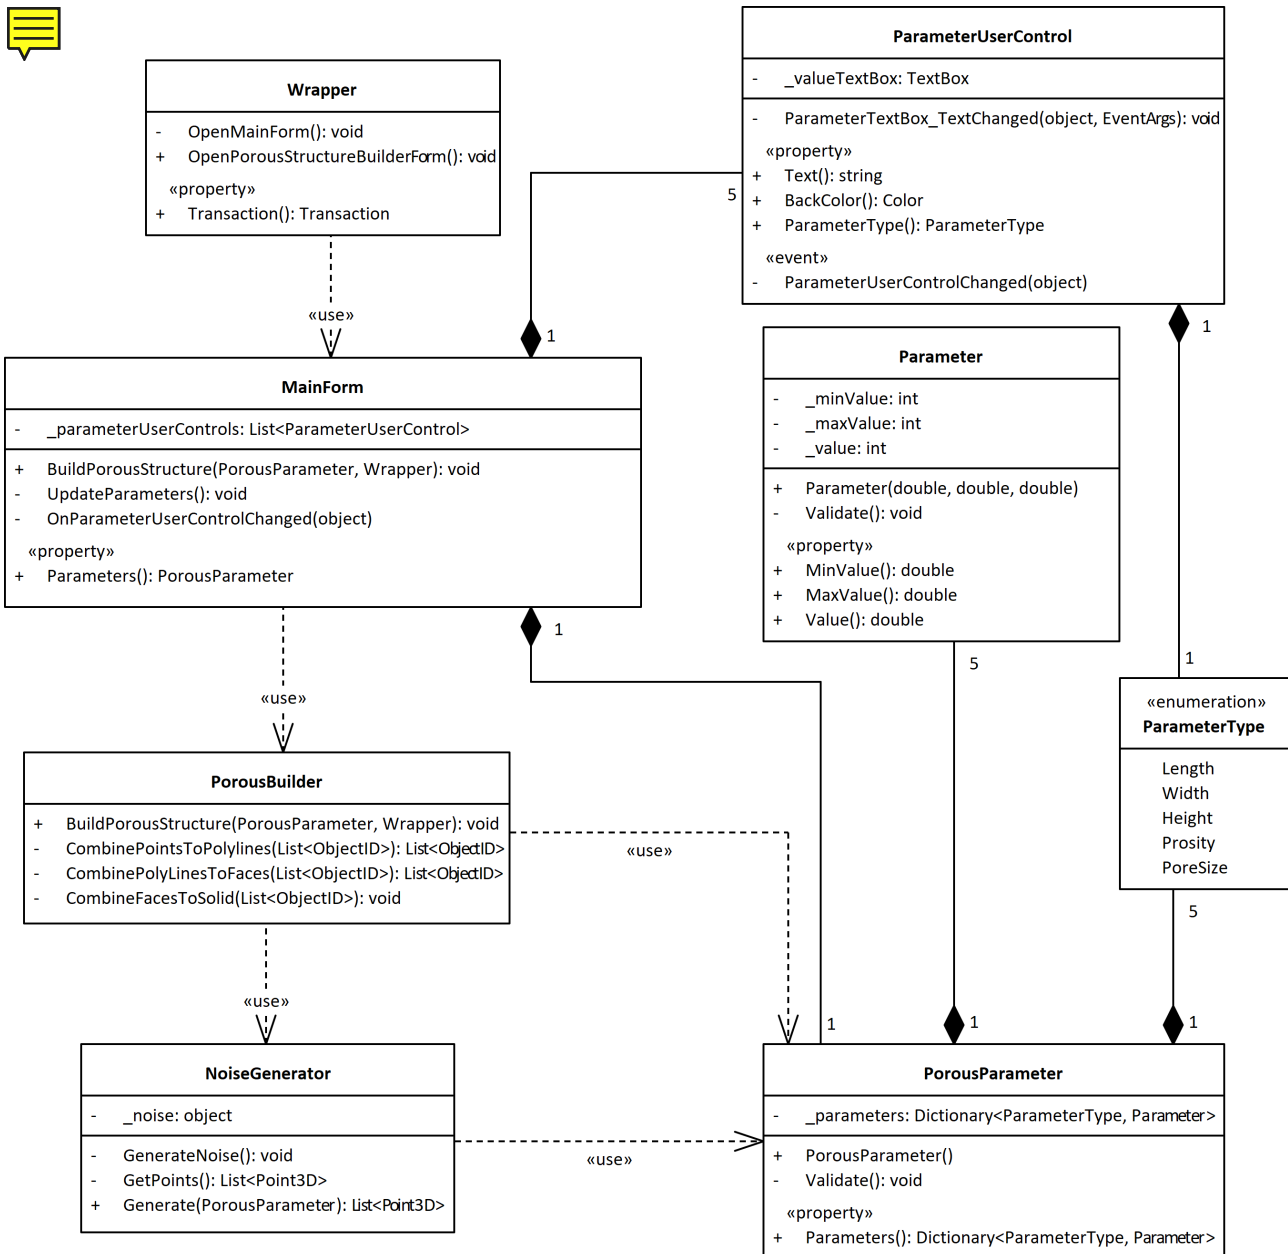 Wrapper
- OpenMainForm(): void
+ OpenPorousStructureBuilderForm(): void
«property»
+ Transaction(): Transaction
«use»
ParameterUserControl
- _valueTextBox: TextBox
- ParameterTextBox_TextChanged(object, EventArgs): void
«property»
+ Text(): string
+ BackColor(): Color
+ ParameterType(): ParameterType
«event»
- ParameterUserControlChanged(object)
5
1
1
MainForm
- _parameterUserControls: List<ParameterUserControl>
+ BuildPorousStructure(PorousParameter, Wrapper): void
- UpdateParameters(): void
- OnParameterUserControlChanged(object)
«property»
+ Parameters(): PorousParameter
1
«use»
Parameter
- _minValue: int
- _maxValue: int
- _value: int
+ Parameter(double, double, double)
- Validate(): void
«property»
+ MinValue(): double
+ MaxValue(): double
+ Value(): double
5
1
«enumeration»
ParameterType
Length
Width
Height
Prosity
PoreSize
5
PorousBuilder
+ BuildPorousStructure(PorousParameter, Wrapper): void
- CombinePointsToPolylines(List<ObjectID>): List<ObjectID>
- CombinePolyLinesToFaces(List<ObjectID>): List<ObjectID>
- CombineFacesToSolid(List<ObjectID>): void
«use»
«use»
1
1
1
NoiseGenerator
- _noise: object
- GenerateNoise(): void
- GetPoints(): List<Point3D>
+ Generate(PorousParameter): List<Point3D>
«use»
PorousParameter
- _parameters: Dictionary<ParameterType, Parameter>
+ PorousParameter()
- Validate(): void
«property»
+ Parameters(): Dictionary<ParameterType, Parameter>